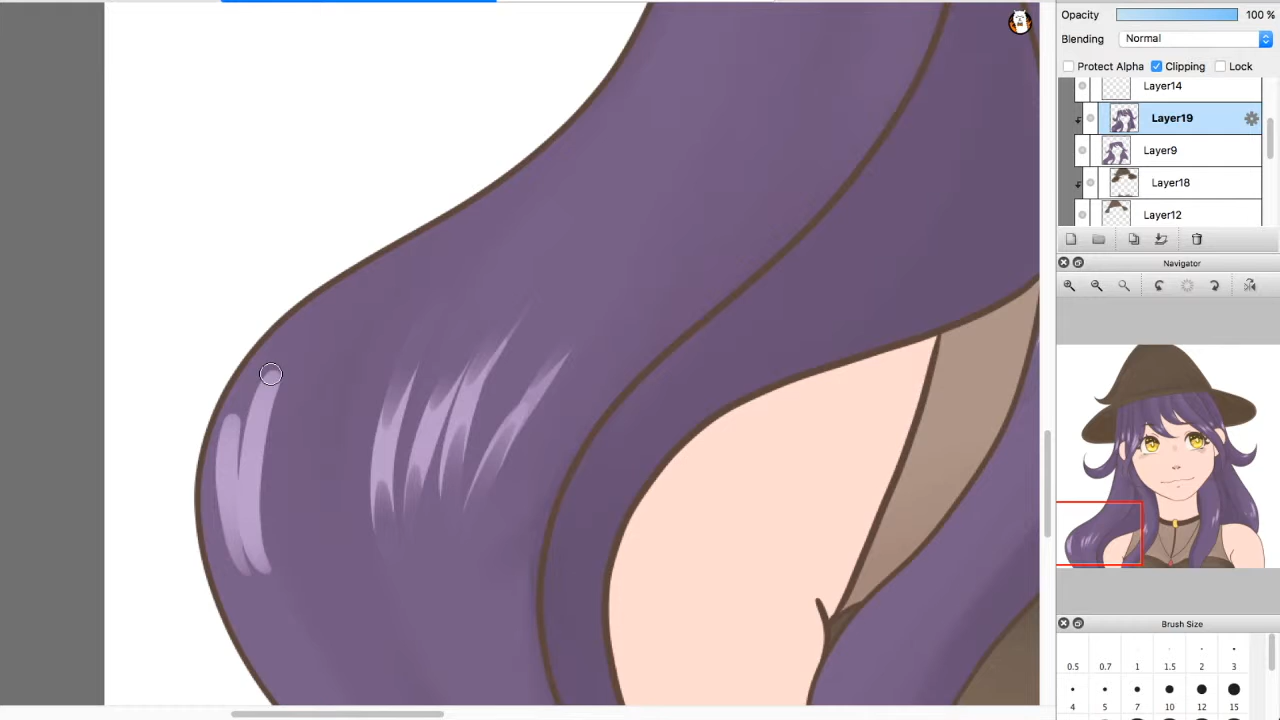 Opacity 100 %
Blending Normal
Protect Alpha Clipping Lock
Layer14
Layer19
Layer9
Layer18
Layer12
Navigator
Brush Size
0.5 0.7 1 1.5 2 3
4 5 7 10 12 15